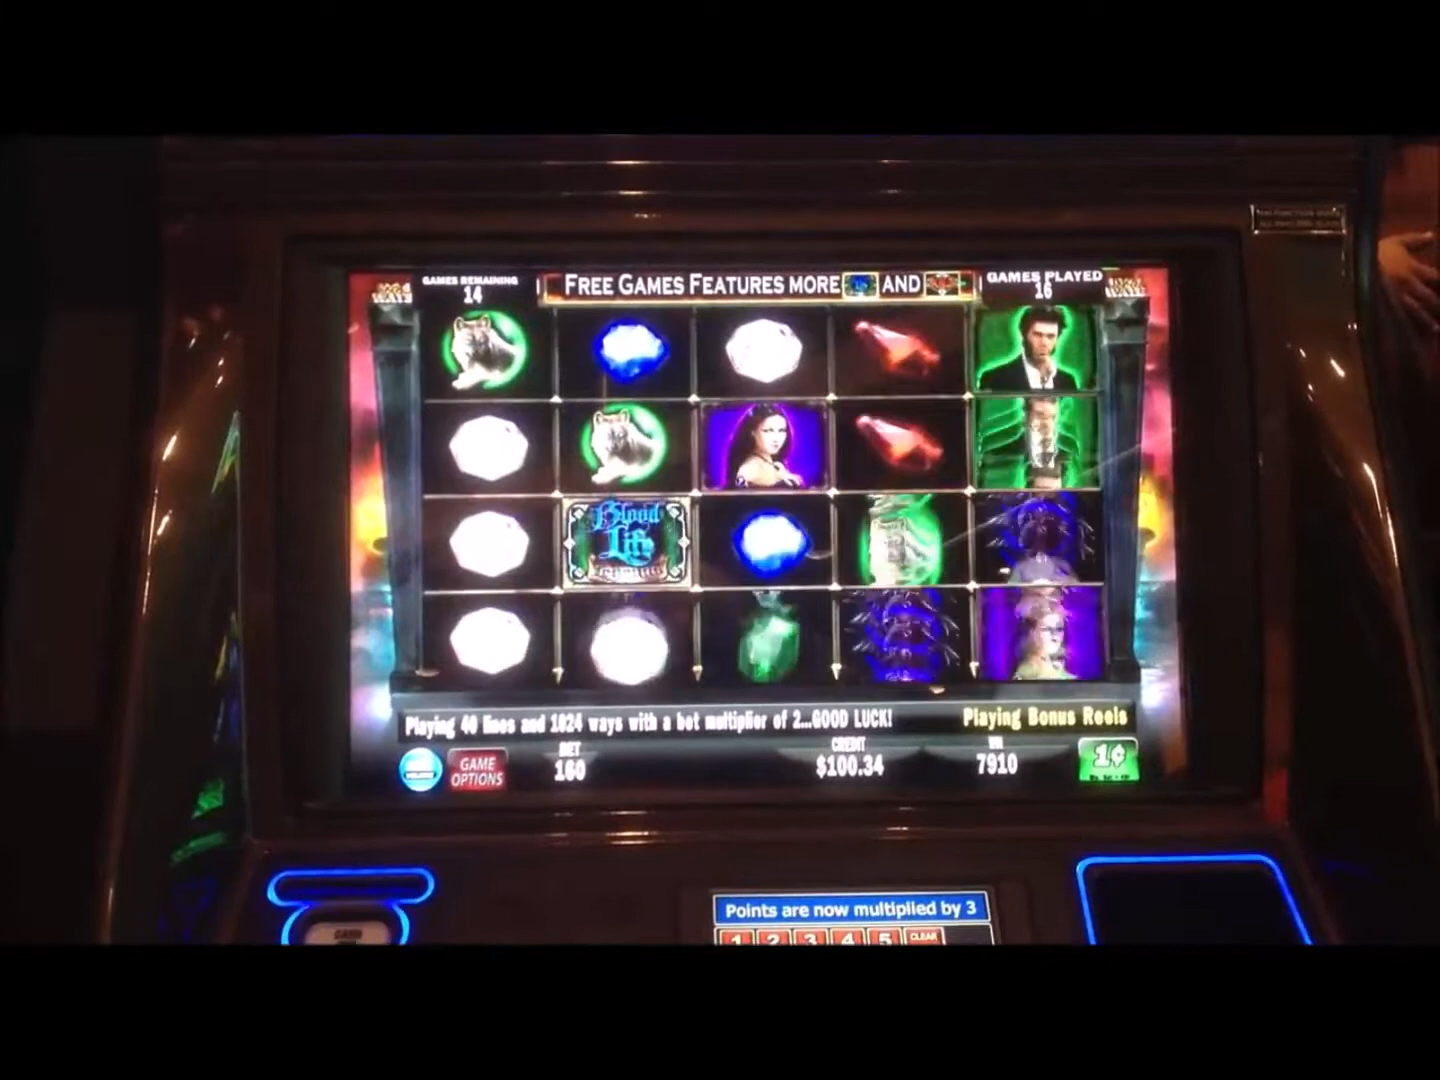 GAMES REMAINING
14
FREE GAMES FEATURES MORE AND
GAMES PLAYED
16
Blood
Life
Playing 40 lines and 1024 ways with a bet multiplier of 2...GOOD LUCK!
Playing Bonus Reels
GAME
OPTIONS
BET
160
CREDIT
$100.34
WIN
7910
1¢
Points are now multiplied by 3
1 2 3 4 5 CLEAR